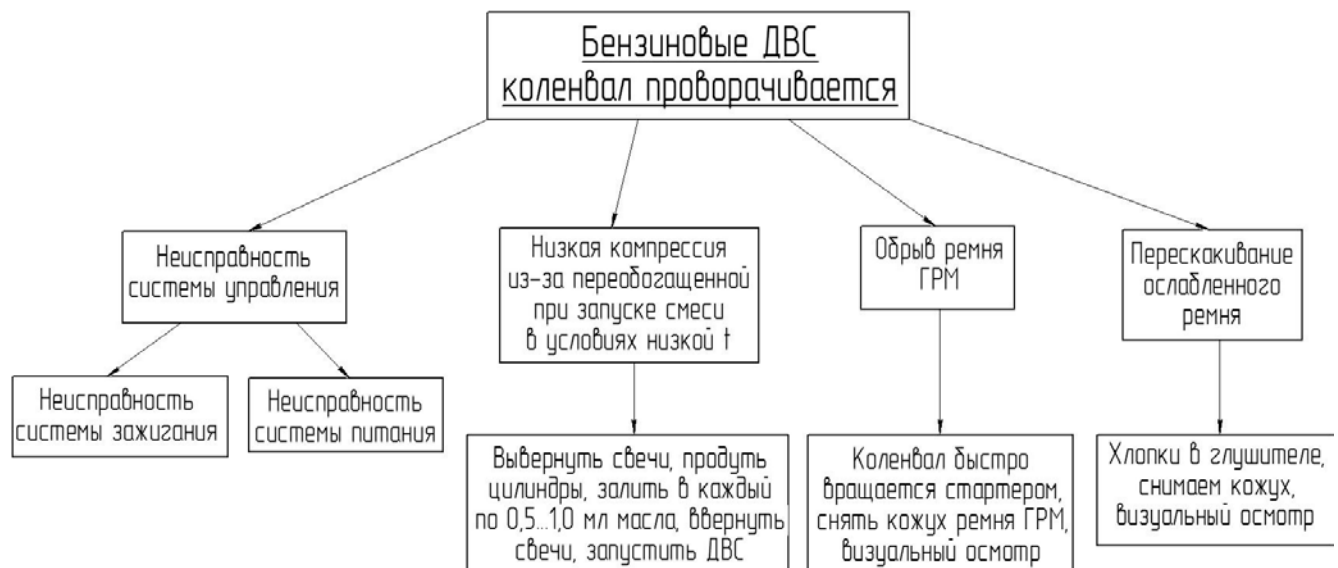 Бензиновые ДВС
коленвал проворачивается
Неисправность
системы управления
Низкая компрессия
из-за переобогащенной
при запуске смеси
в условиях низкой t
Обрыв ремня
ГРМ
Перескакивание
ослабленного
ремня
Неисправность
системы зажигания
Неисправность
системы питания
Вывернуть свечи, продуть
цилиндры, залить в каждый
по 0,5...1,0 мл масла, ввернуть
свечи, запустить ДВС
Коленвал быстро
вращается стартером,
снять кожух ремня ГРМ,
визуальный осмотр
Хлопки в глушителе,
снимаем кожух,
визуальный осмотр